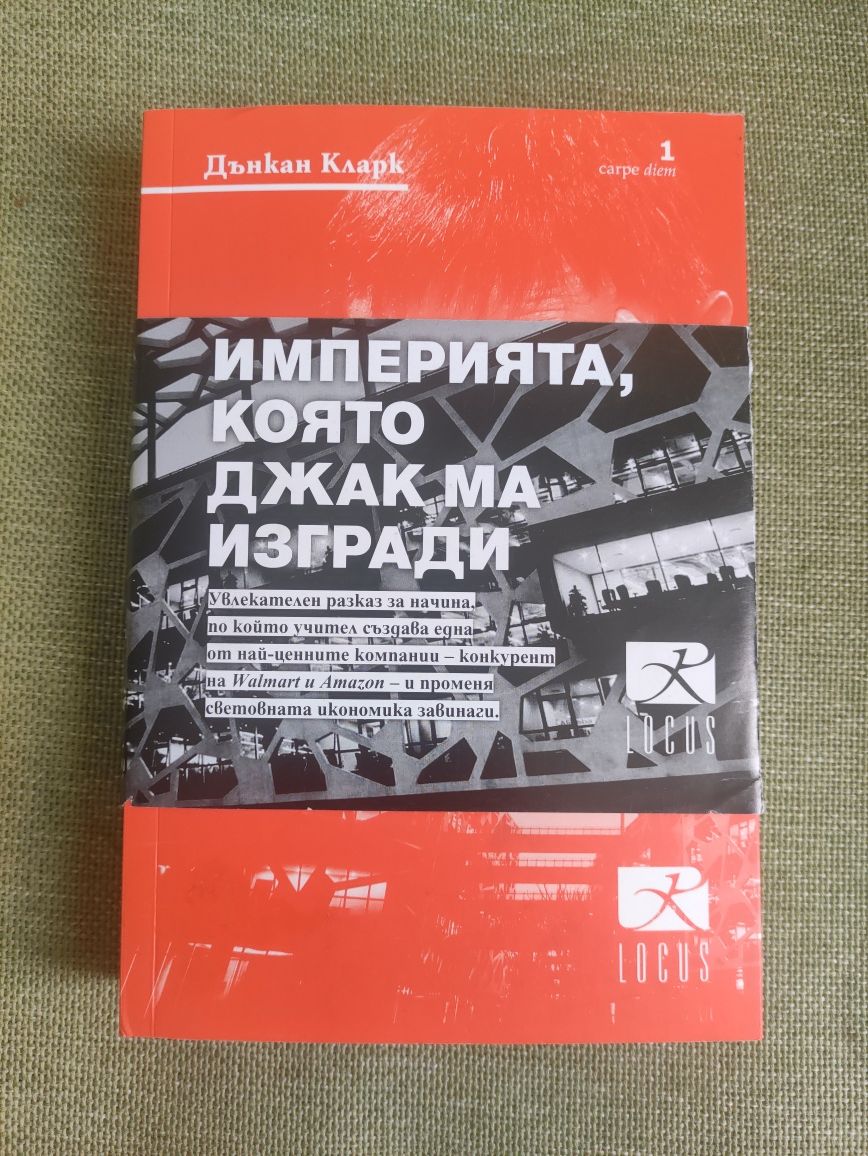 Дънкан Кларк
1
carpe diem
ИМПЕРИЯТА,
КОЯТО
ДЖАК МА
ИЗГРАДИ
Увлекателен разказ за начина,
по който учител създава една
от най-ценните компании – конкурент
на Walmart и Amazon – и променя
световната икономика завинаги.
LOCUS
LOCUS